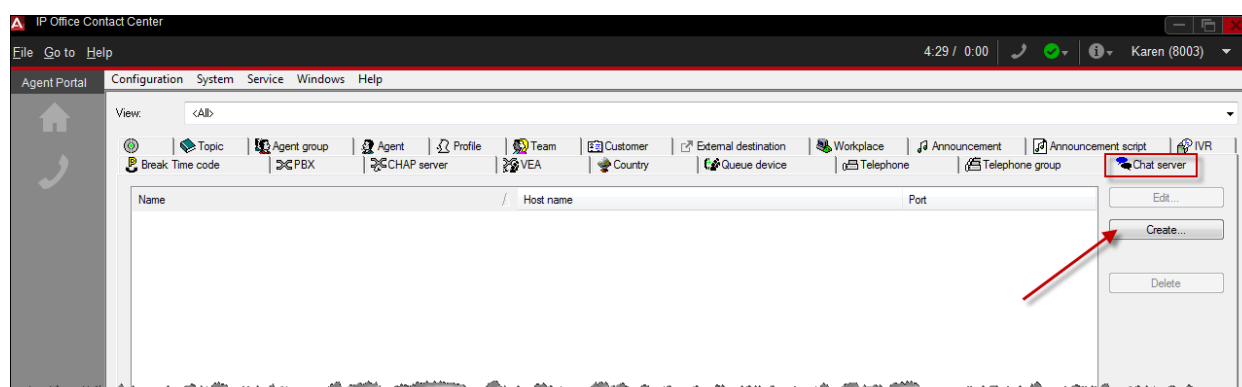 IP Office Contact Center
File Go to Help 4:29 / 0:00 Karen (8003)
Agent Portal Configuration System Service Windows Help
View: <All>
Topic Agent group Agent Profile Team Customer External destination Workplace Announcement Announcement script IVR
Break Time code PBX CHAP server VEA Country Queue device Telephone Telephone group Chat server
Name / Host name Port Edit...
Create...
Delete